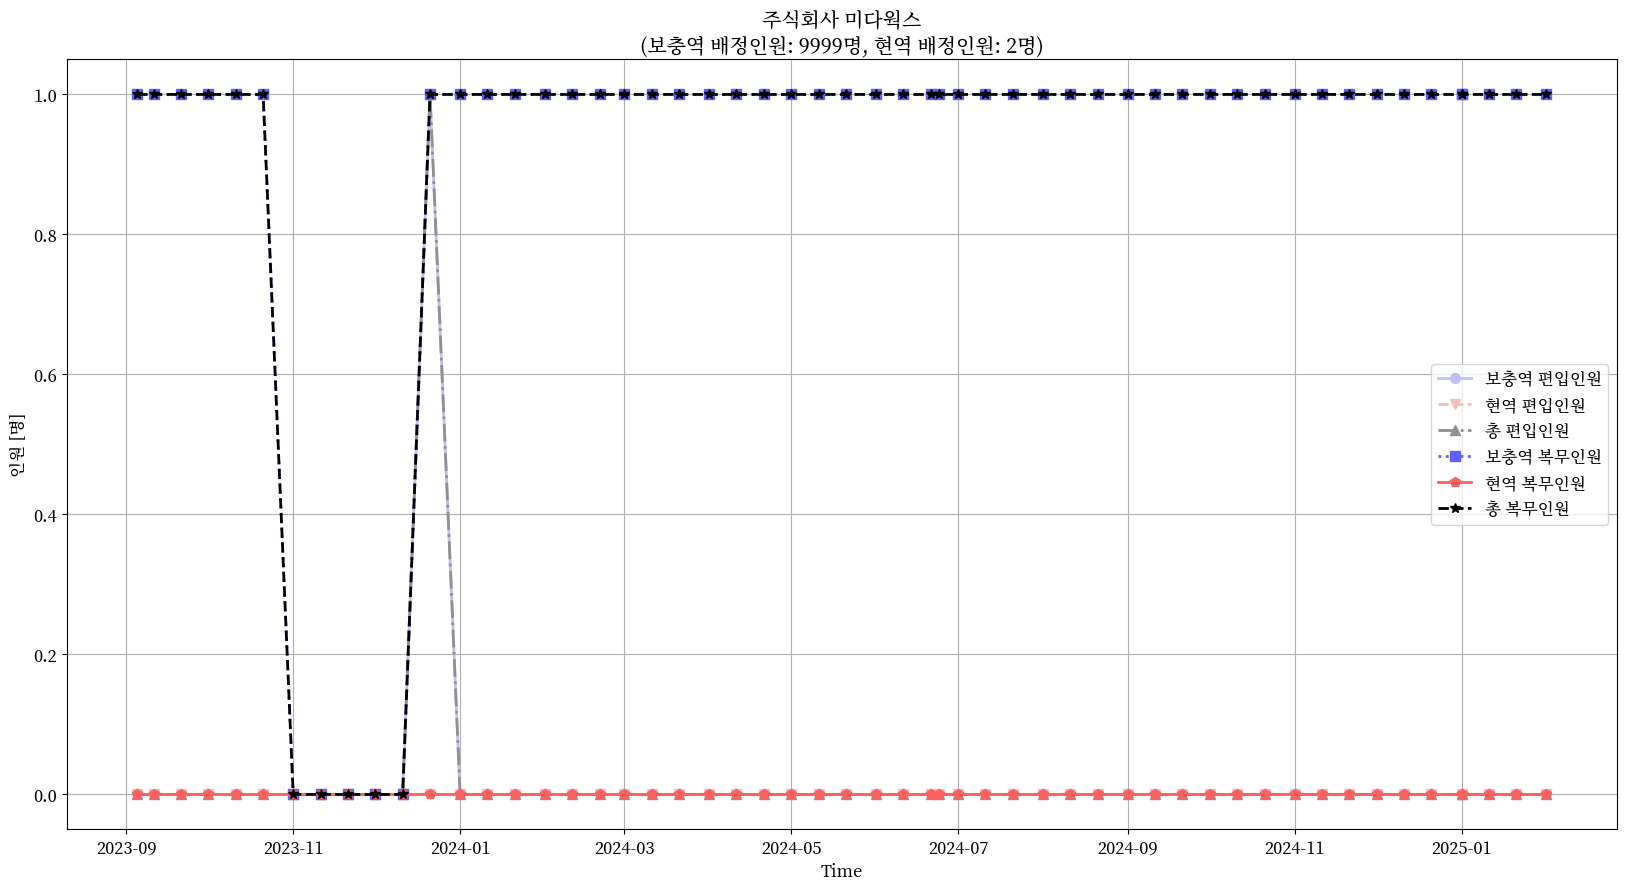 주식회사 미다웍스
(보충역 배정인원: 9999명, 현역 배정인원: 2명)
1.0
0.8
0.6
0.4
0.2
0.0
인원 [명]
보충역 편입인원
현역 편입인원
총 편입인원
보충역 복무인원
현역 복무인원
총 복무인원
2023-09
2023-11
2024-01
2024-03
2024-05
2024-07
2024-09
2024-11
2025-01
Time